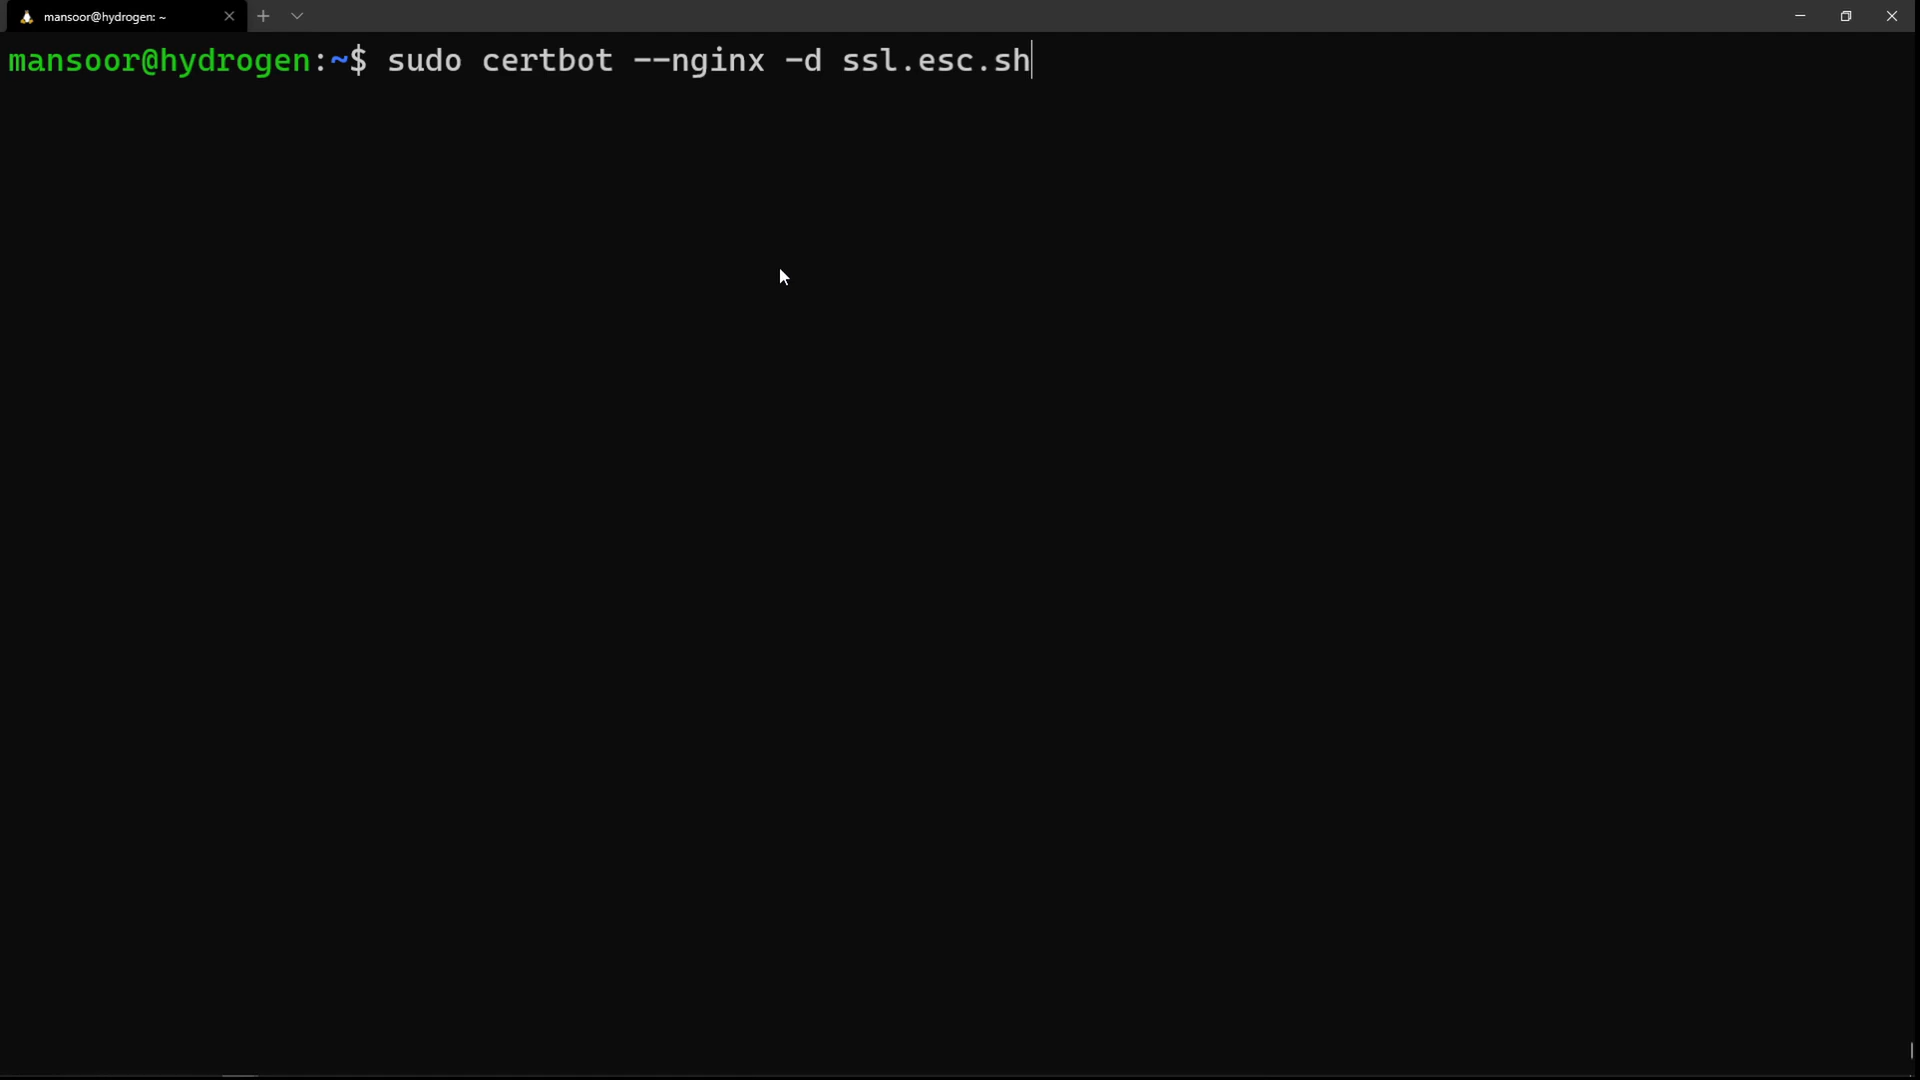 mansoor@hydrogen: ~
mansoor@hydrogen:~$ sudo certbot --nginx -d ssl.esc.sh